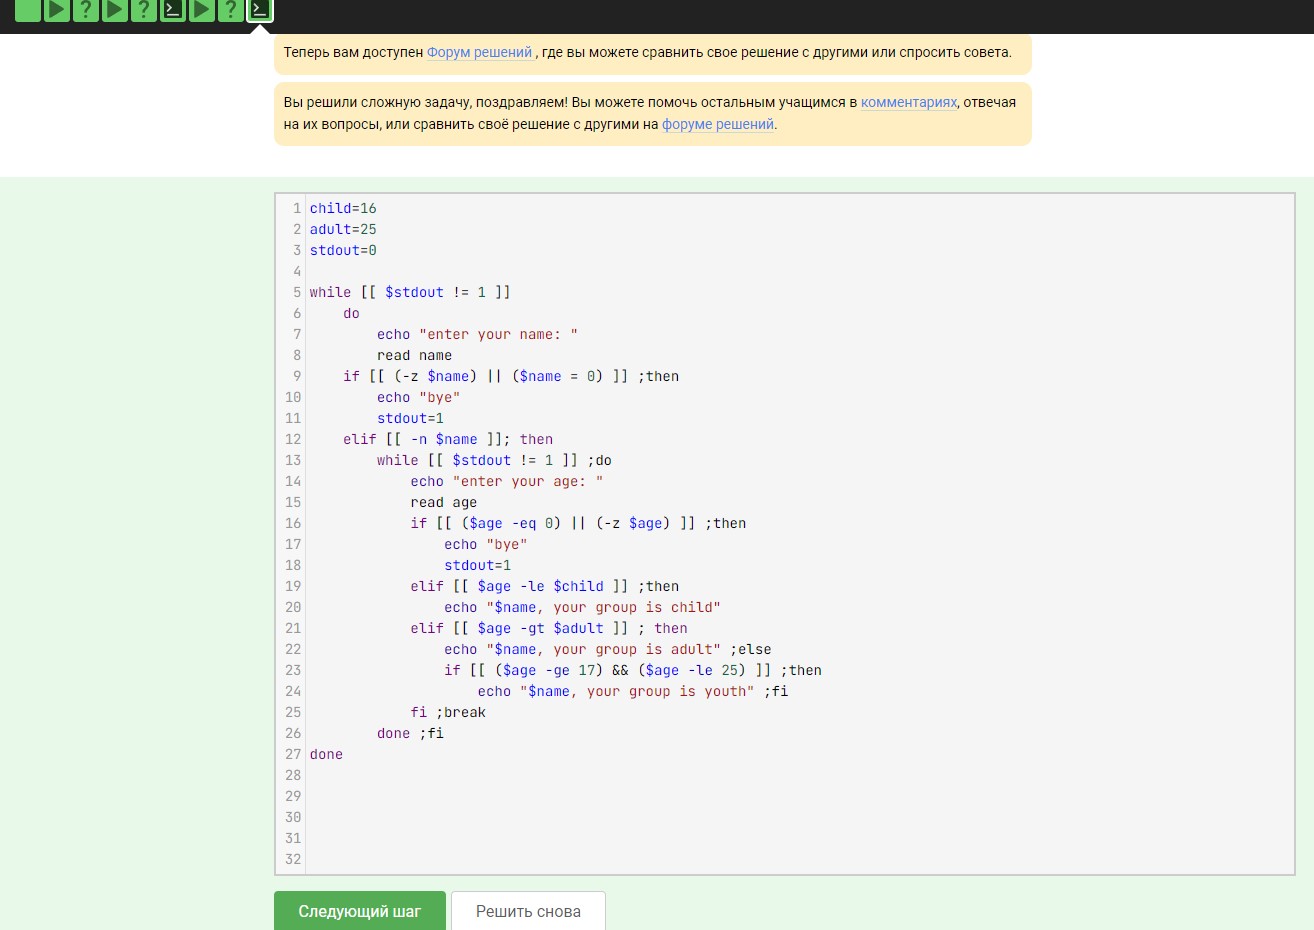 Теперь вам доступен Форум решений , где вы можете сравнить свое решение с другими или спросить совета.
Вы решили сложную задачу, поздравляем! Вы можете помочь остальным учащимся в комментариях, отвечая
на их вопросы, или сравнить своё решение с другими на форуме решений.
1 child=16
2 adult=25
3 stdout=0
4
5 while [[ $stdout != 1 ]]
6     do
7         echo "enter your name: "
8         read name
9     if [[ (-z $name) || ($name = 0) ]] ;then
10         echo "bye"
11         stdout=1
12     elif [[ -n $name ]]; then
13         while [[ $stdout != 1 ]] ;do
14             echo "enter your age: "
15             read age
16             if [[ ($age -eq 0) || (-z $age) ]] ;then
17                 echo "bye"
18                 stdout=1
19             elif [[ $age -le $child ]] ;then
20                 echo "$name, your group is child"
21             elif [[ $age -gt $adult ]] ; then
22                 echo "$name, your group is adult" ;else
23                 if [[ ($age -ge 17) && ($age -le 25) ]] ;then
24                     echo "$name, your group is youth" ;fi
25             fi ;break
26         done ;fi
27 done
28
29
30
31
32
Следующий шаг
Решить снова